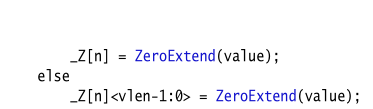 _Z[n] = ZeroExtend(value);
else
_Z[n]<vlen-1:0> = ZeroExtend(value);